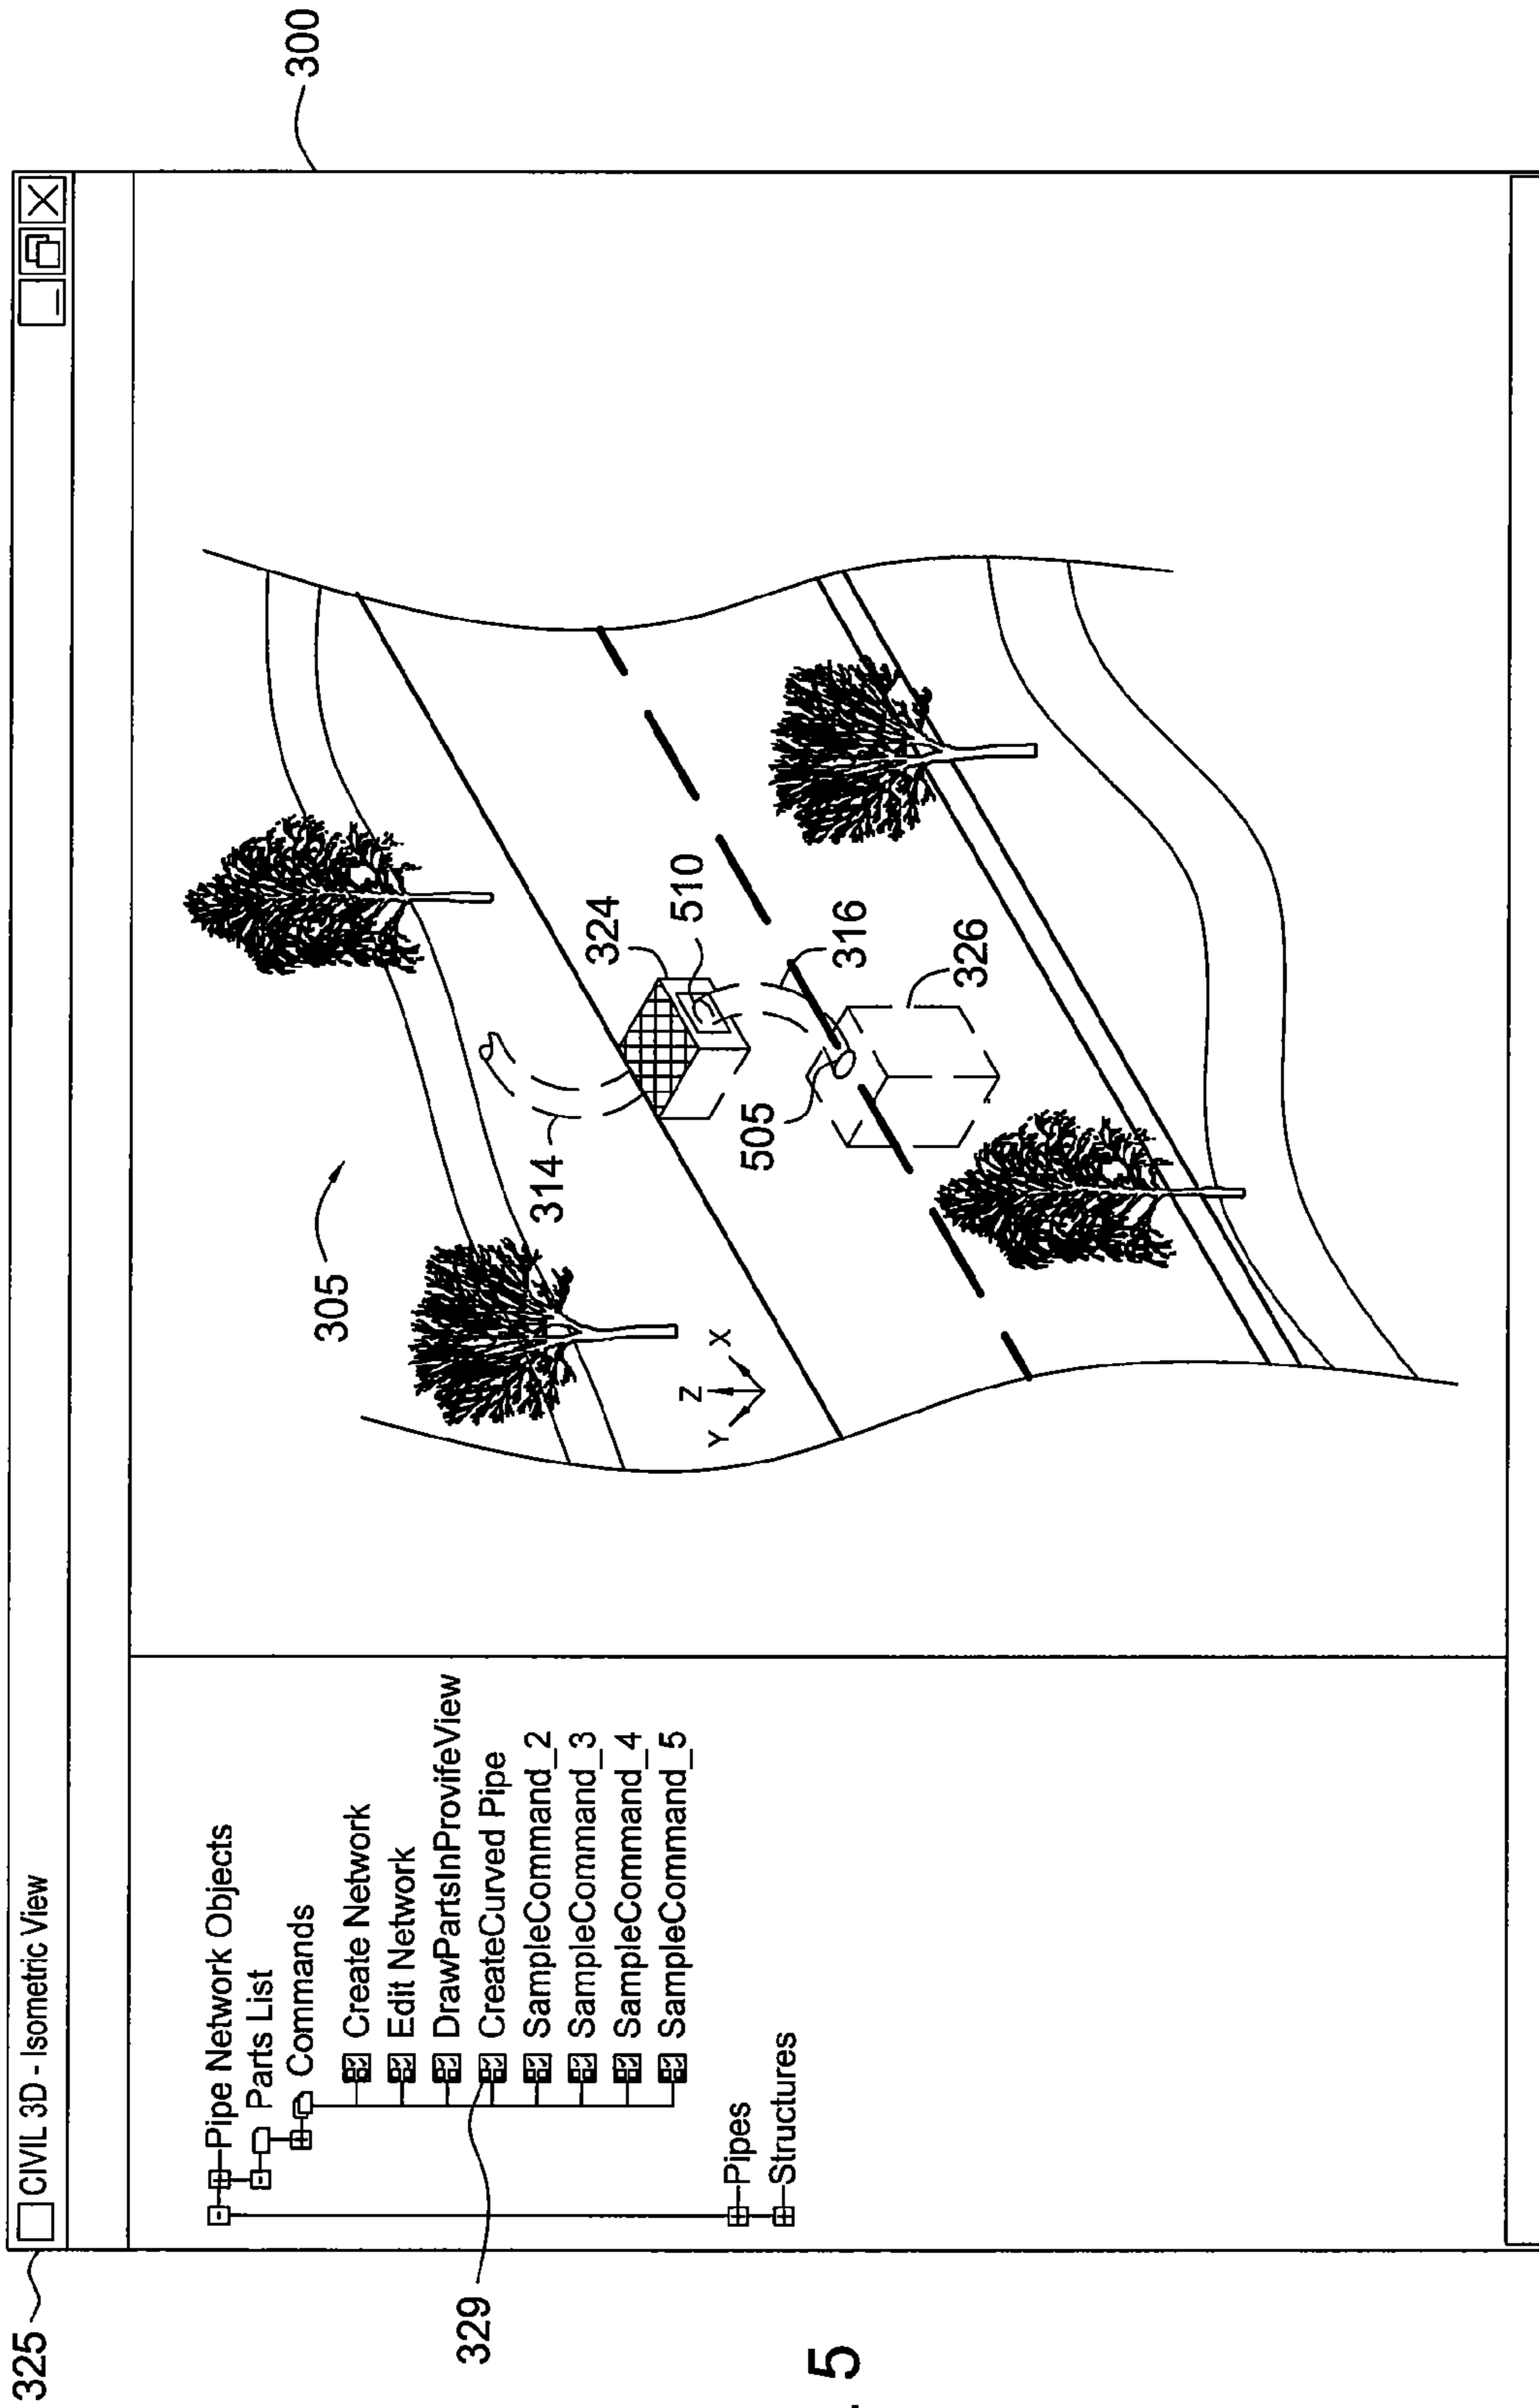 325
CIVIL 3D - Isometric View
300
Pipe Network Objects
Parts List
Commands
Create Network
Edit Network
DrawPartsInProvifeView
CreateCurved Pipe
SampleCommand_2
SampleCommand_3
SampleCommand_4
SampleCommand_5
Pipes
Structures
329
305
314
324
510
316
505
326
Z
Y
X
5